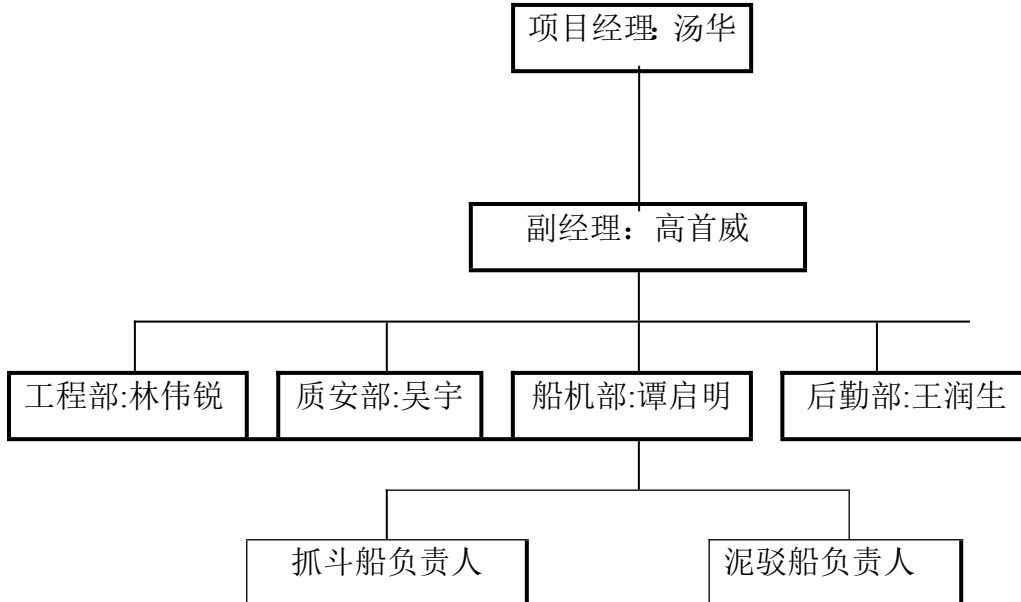 项目经理：汤华
副经理：高首威
工程部:林伟锐
质安部:吴宇
船机部:谭启明
后勤部:王润生
抓斗船负责人
泥驳船负责人